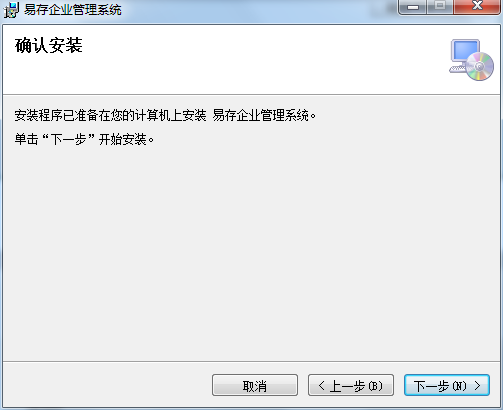 易存企业管理系统
确认安装
安装程序已准备在您的计算机上安装 易存企业管理系统。
单击“下一步”开始安装。
取消
< 上一步(B)
下一步(N) >